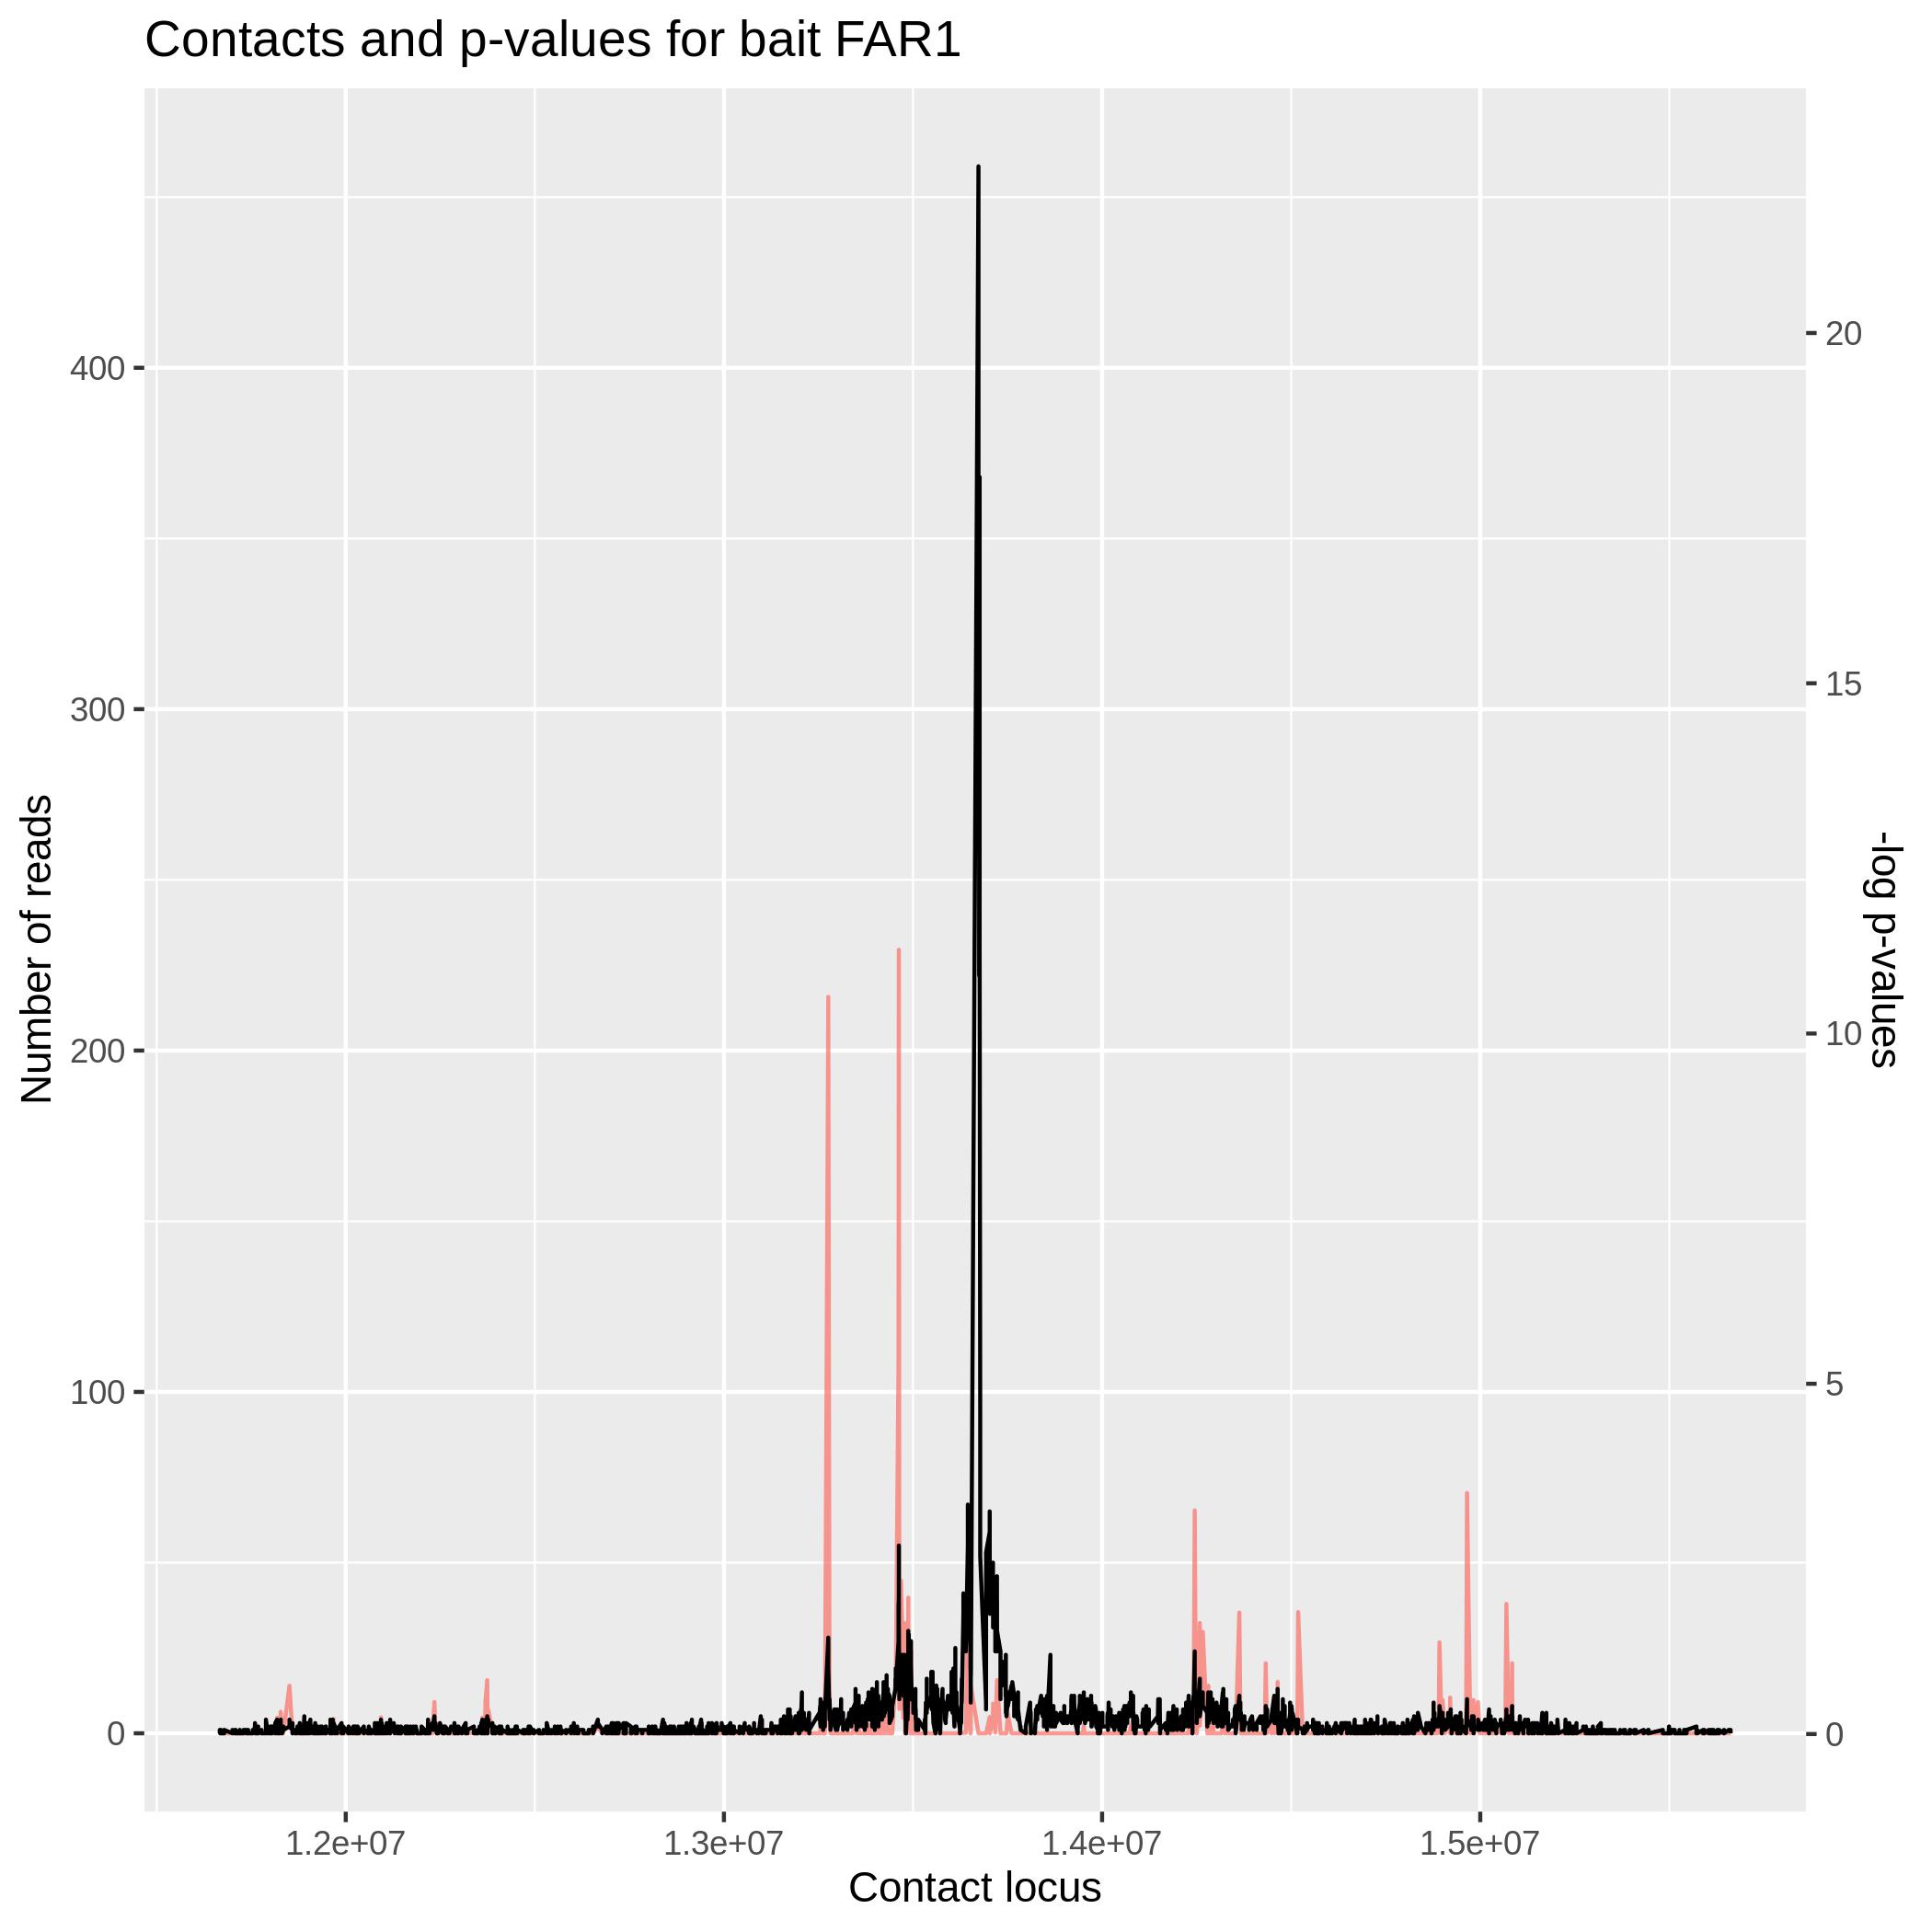 Contacts and p-values for bait FAR1
400
300
200
100
0
Number of reads
20
15
10
5
0
-log p-values
1.2e+07
1.3e+07
1.4e+07
1.5e+07
Contact locus